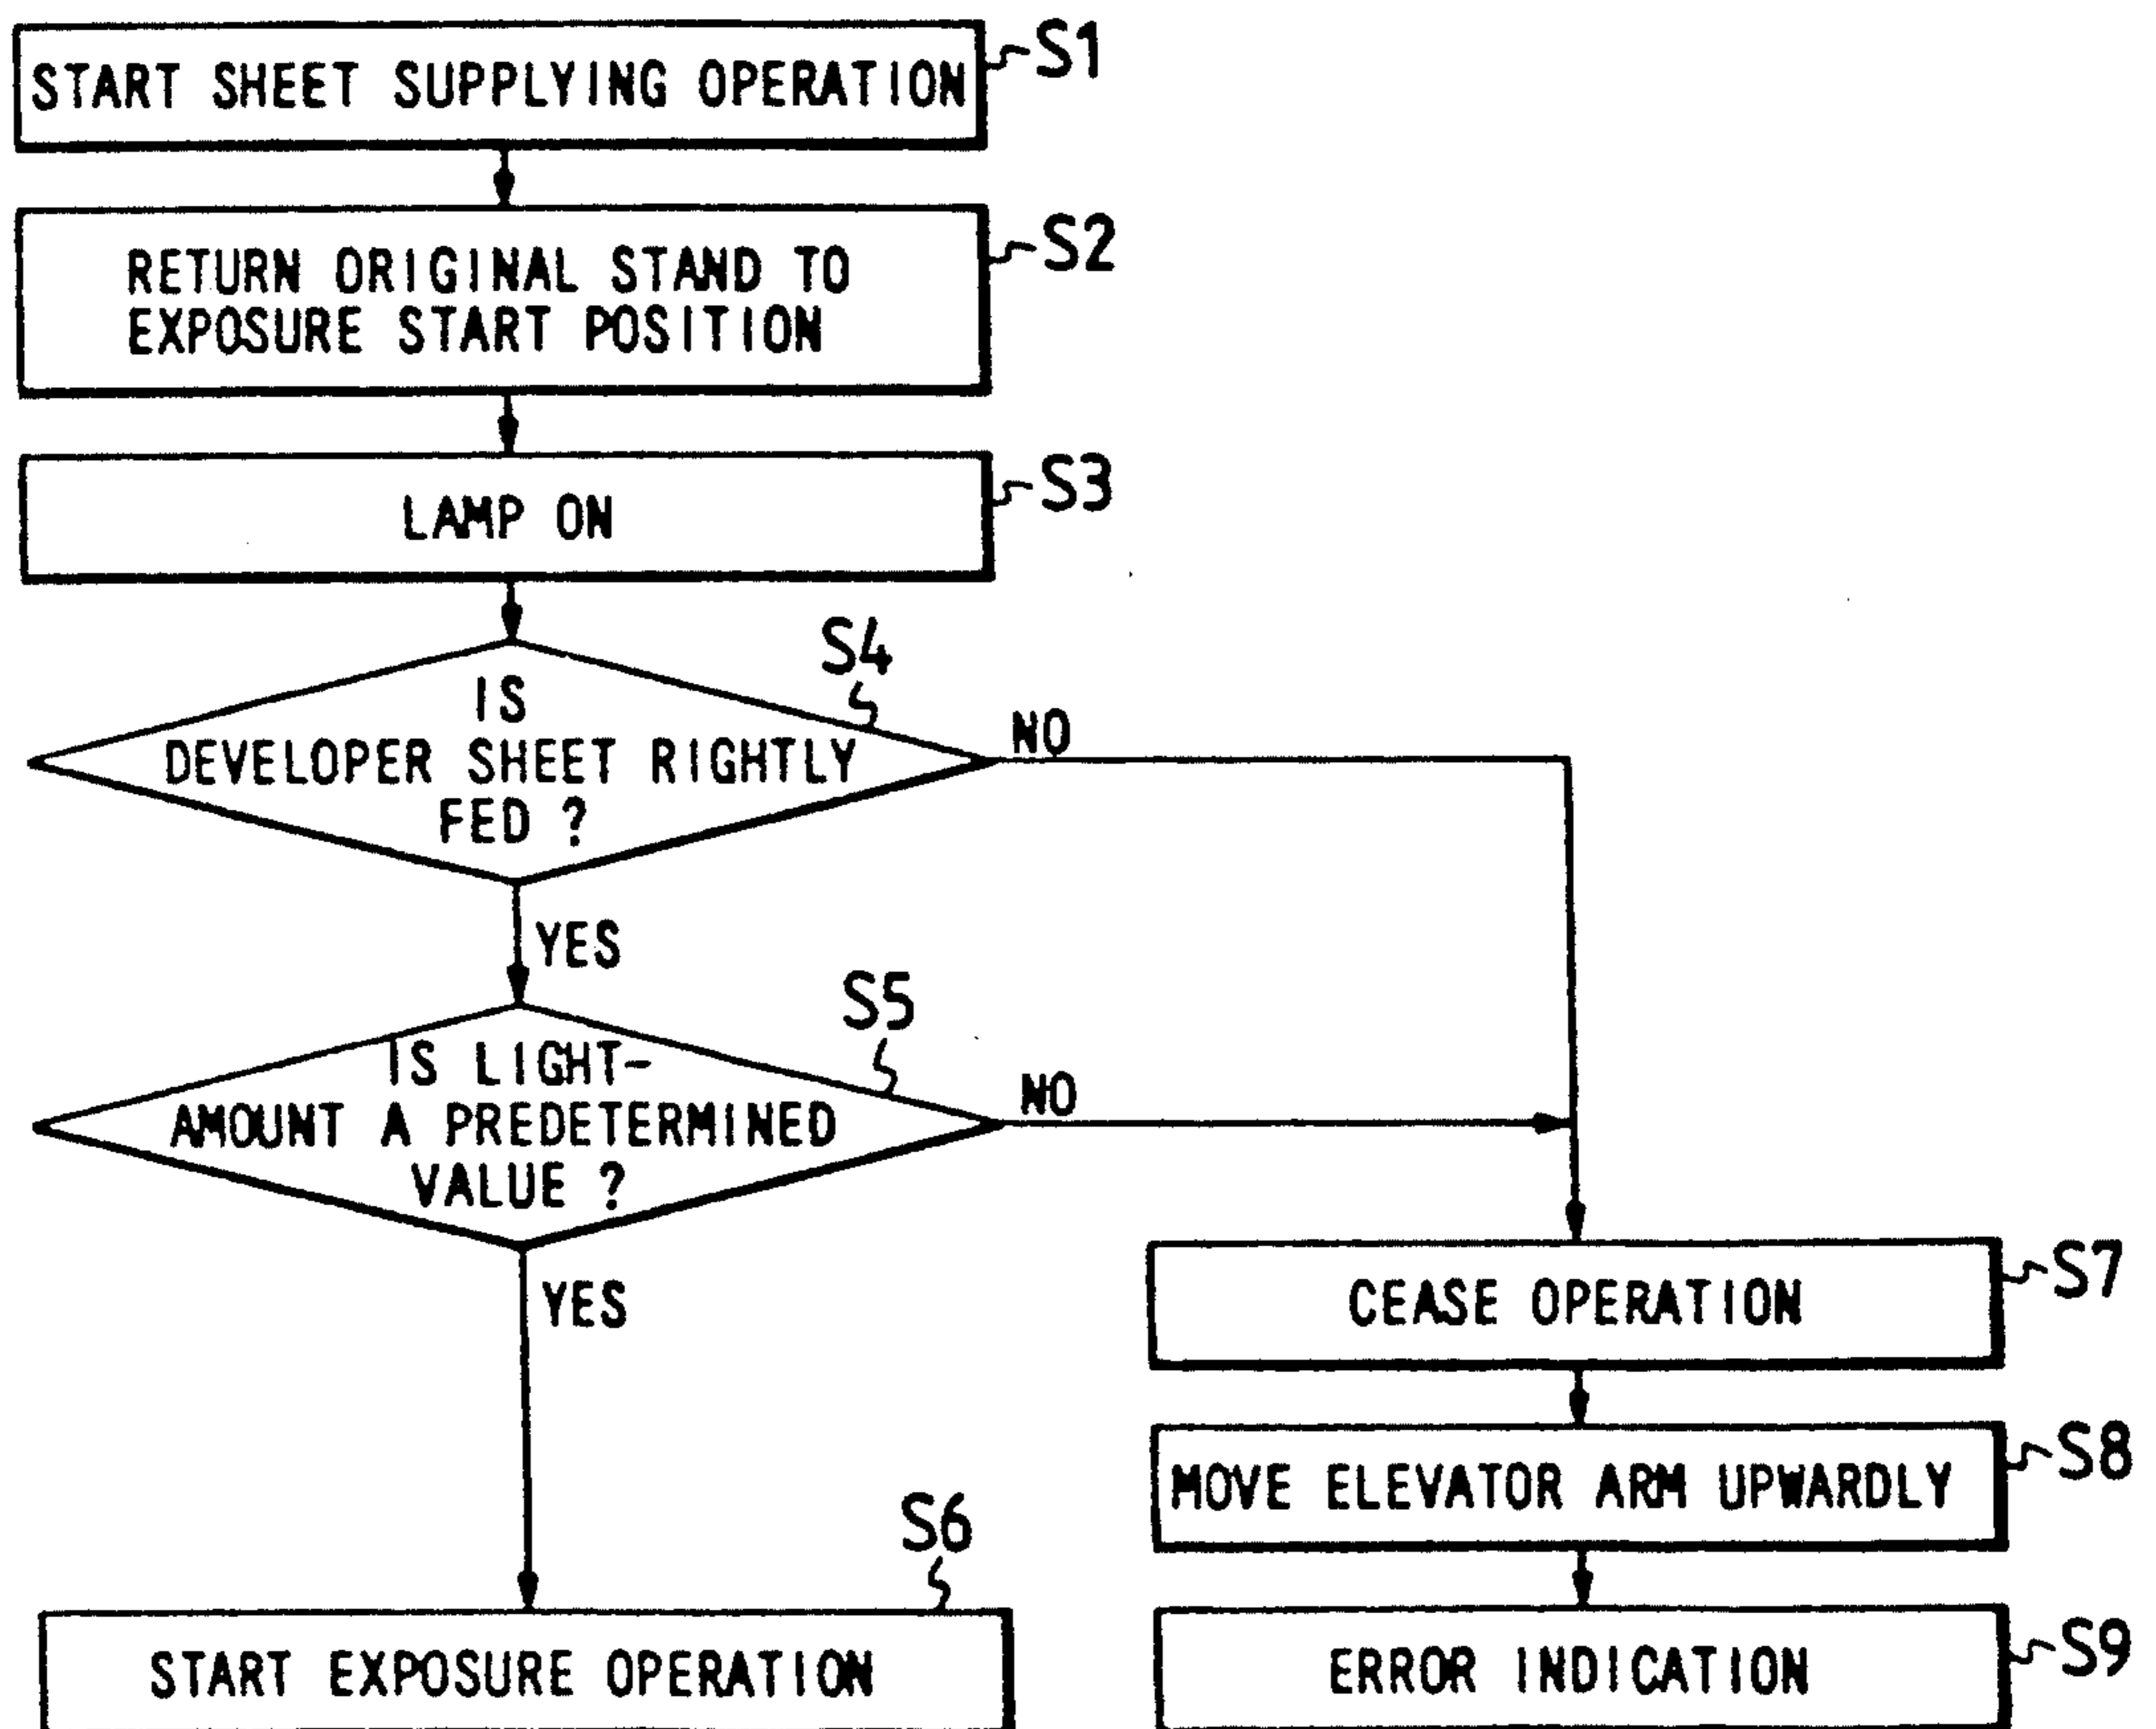 START SHEET SUPPLYING OPERATION
S1
RETURN ORIGINAL STAND TO
EXPOSURE START POSITION
S2
LAMP ON
S3
S4
IS
DEVELOPER SHEET RIGHTLY
FED ?
NO
YES
S5
IS LIGHT-
AMOUNT A PREDETERMINED
VALUE ?
NO
YES
S6
START EXPOSURE OPERATION
CEASE OPERATION
S7
MOVE ELEVATOR ARM UPWARDLY
S8
ERROR INDICATION
S9